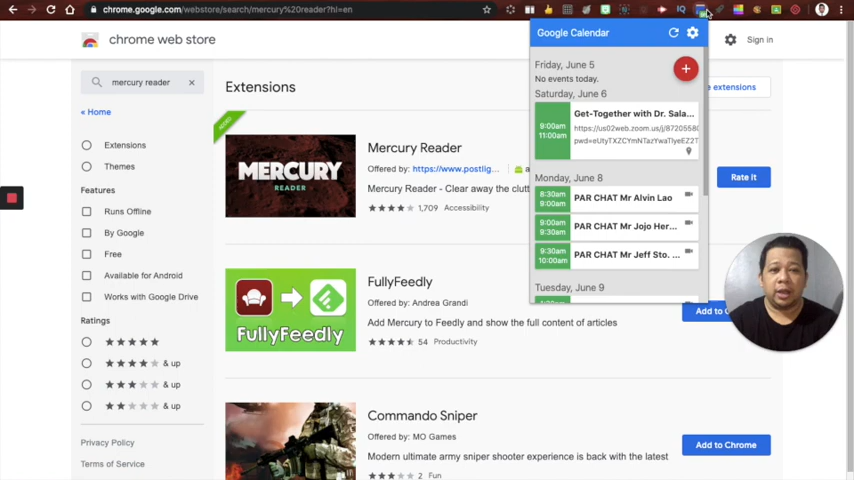 chrome.google.com/webstore/search/mercury%20reader?hl=en
chrome web store
Sign in
mercury reader
« Home
Extensions
Themes
Features
Runs Offline
By Google
Free
Available for Android
Works with Google Drive
Ratings
& up
& up
& up
Privacy Policy
Terms of Service
Extensions
e extensions
ADDED
MERCURY
READER
Mercury Reader
Offered by: https://www.postlig...
Mercury Reader - Clear away the clutt
1,709 Accessibility
Rate it
FullyFeedly
FullyFeedly
Offered by: Andrea Grandi
Add Mercury to Feedly and show the full content of articles
54 Productivity
Add to C
Commando Sniper
Offered by: MO Games
Modern ultimate army sniper shooter experience is back with the latest
2 Fun
Add to Chrome
Google Calendar
Friday, June 5
No events today.
Saturday, June 6
9:00am
11:00am
Get-Together with Dr. Sala...
https://us02web.zoom.us/j/87205580
Monday, June 8
8:30am
9:00am
PAR CHAT Mr Alvin Lao
9:00am
9:30am
PAR CHAT Mr Jojo Her...
9:30am
10:00am
PAR CHAT Mr Jeff Sto. ...
Tuesday, June 9